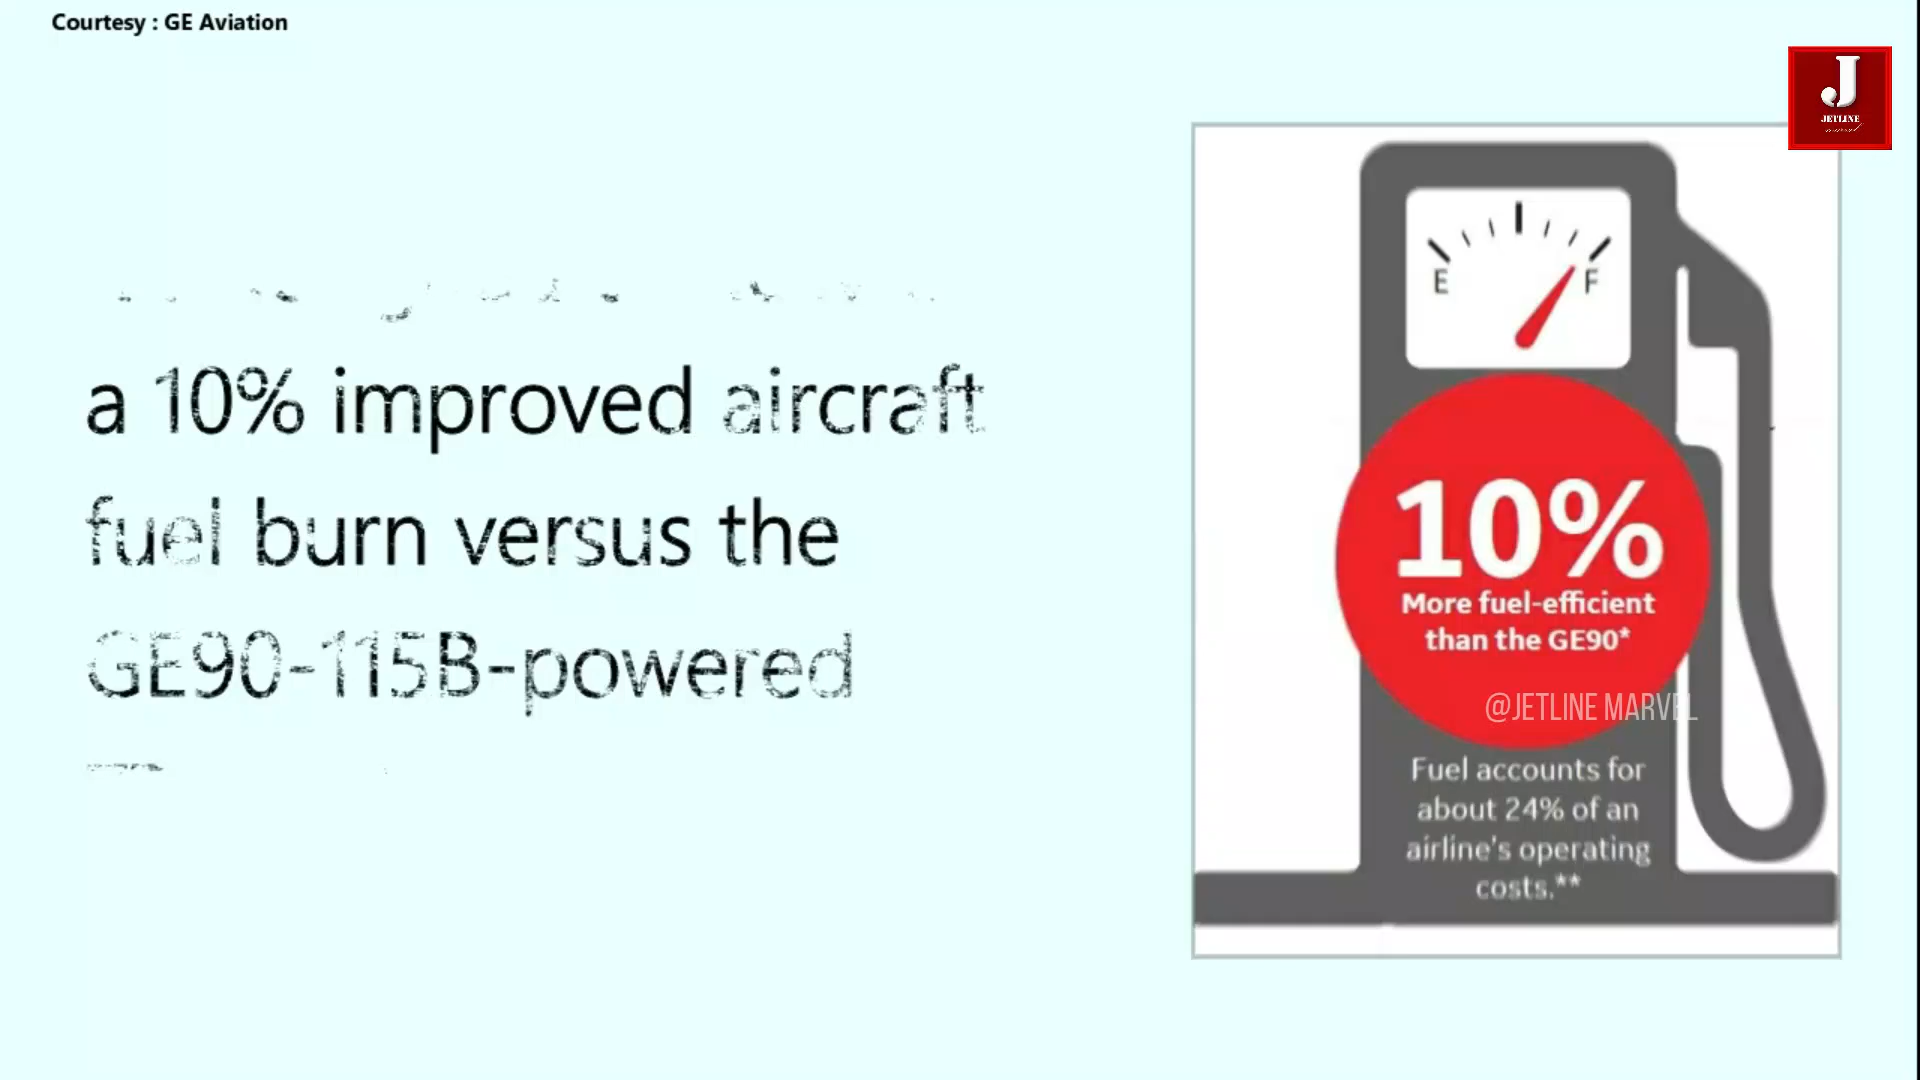 Courtesy : GE Aviation
J
JETLINE
a 10% improved aircraft
fuel burn versus the
GE90-115B-powered
E
F
10%
More fuel-efficient
than the GE90*
@JETLINE MARVEL
Fuel accounts for
about 24% of an
airline's operating
costs.**